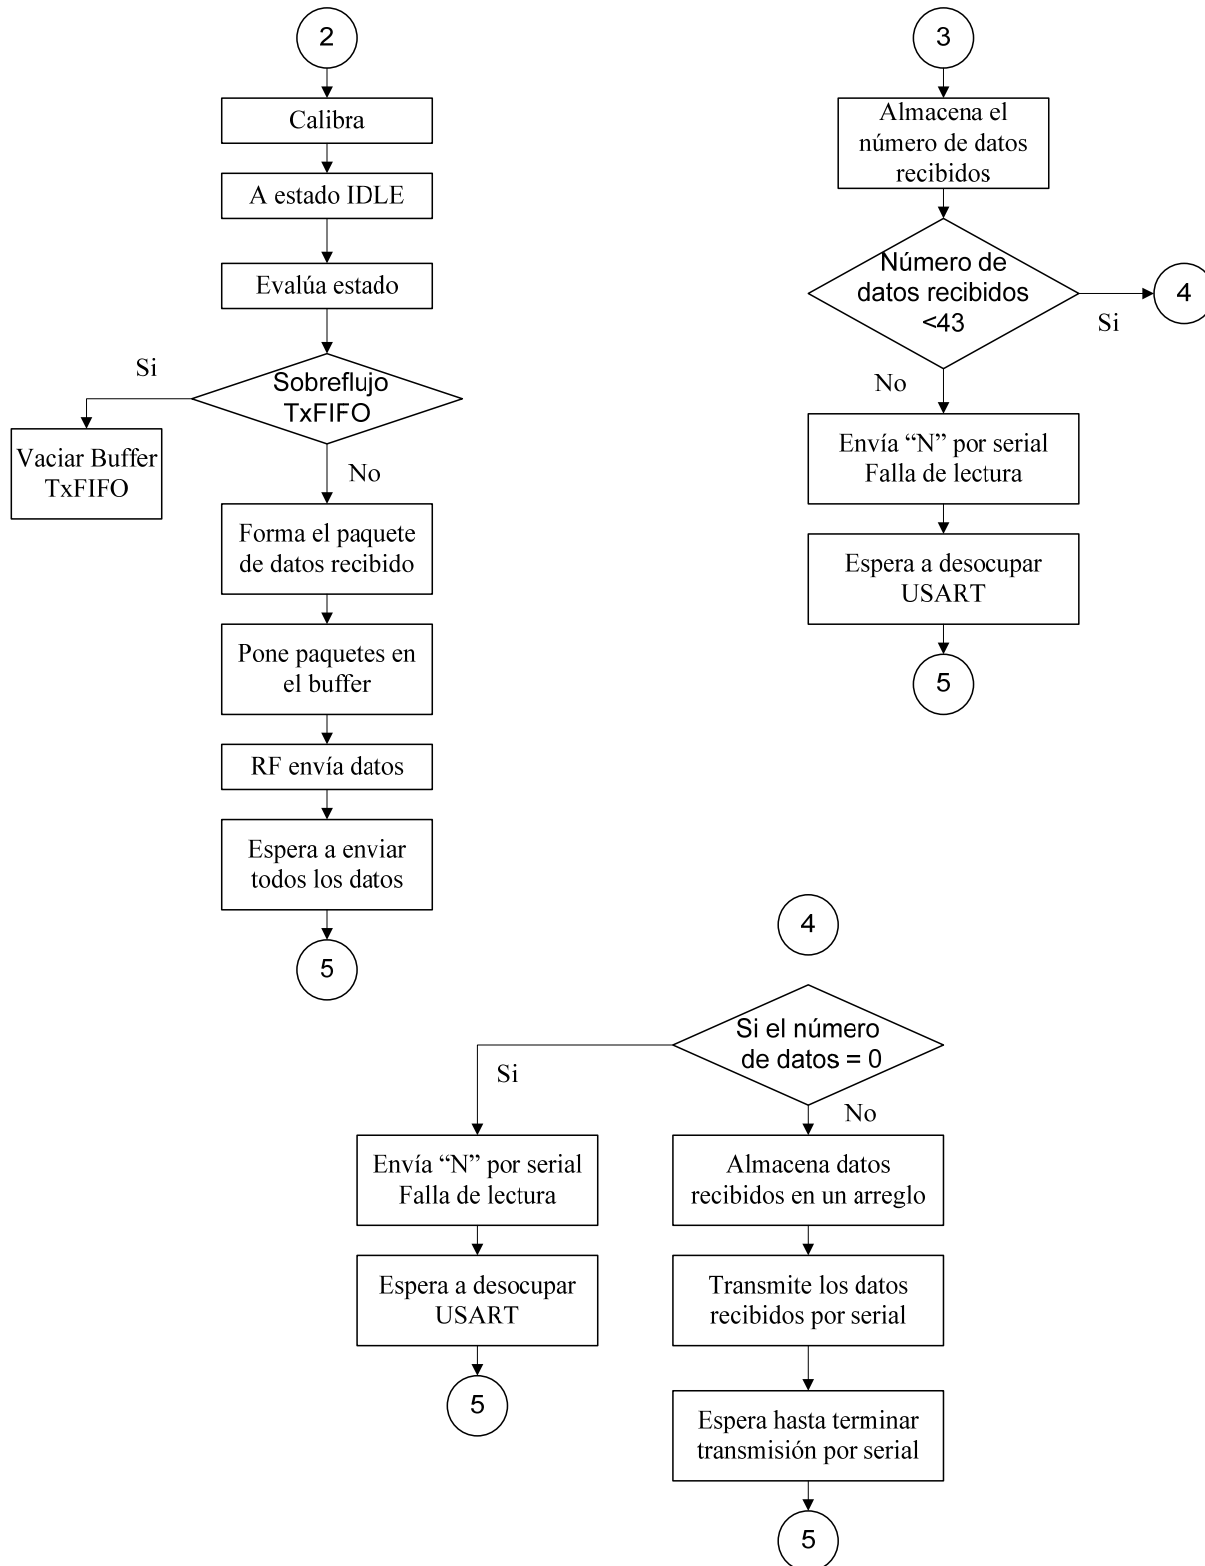 2
Calibra
A estado IDLE
Evalúa estado
Si
Sobreflujo
TxFIFO
Vaciar Buffer
TxFIFO
No
Forma el paquete
de datos recibido
Pone paquetes en
el buffer
RF envía datos
Espera a enviar
todos los datos
5
3
Almacena el
número de datos
recibidos
Número de
datos recibidos
<43
Si
4
No
Envía “N” por serial
Falla de lectura
Espera a desocupar
USART
5
4
Si el número
de datos = 0
Si
No
Envía “N” por serial
Falla de lectura
Espera a desocupar
USART
5
Almacena datos
recibidos en un arreglo
Transmite los datos
recibidos por serial
Espera hasta terminar
transmisión por serial
5